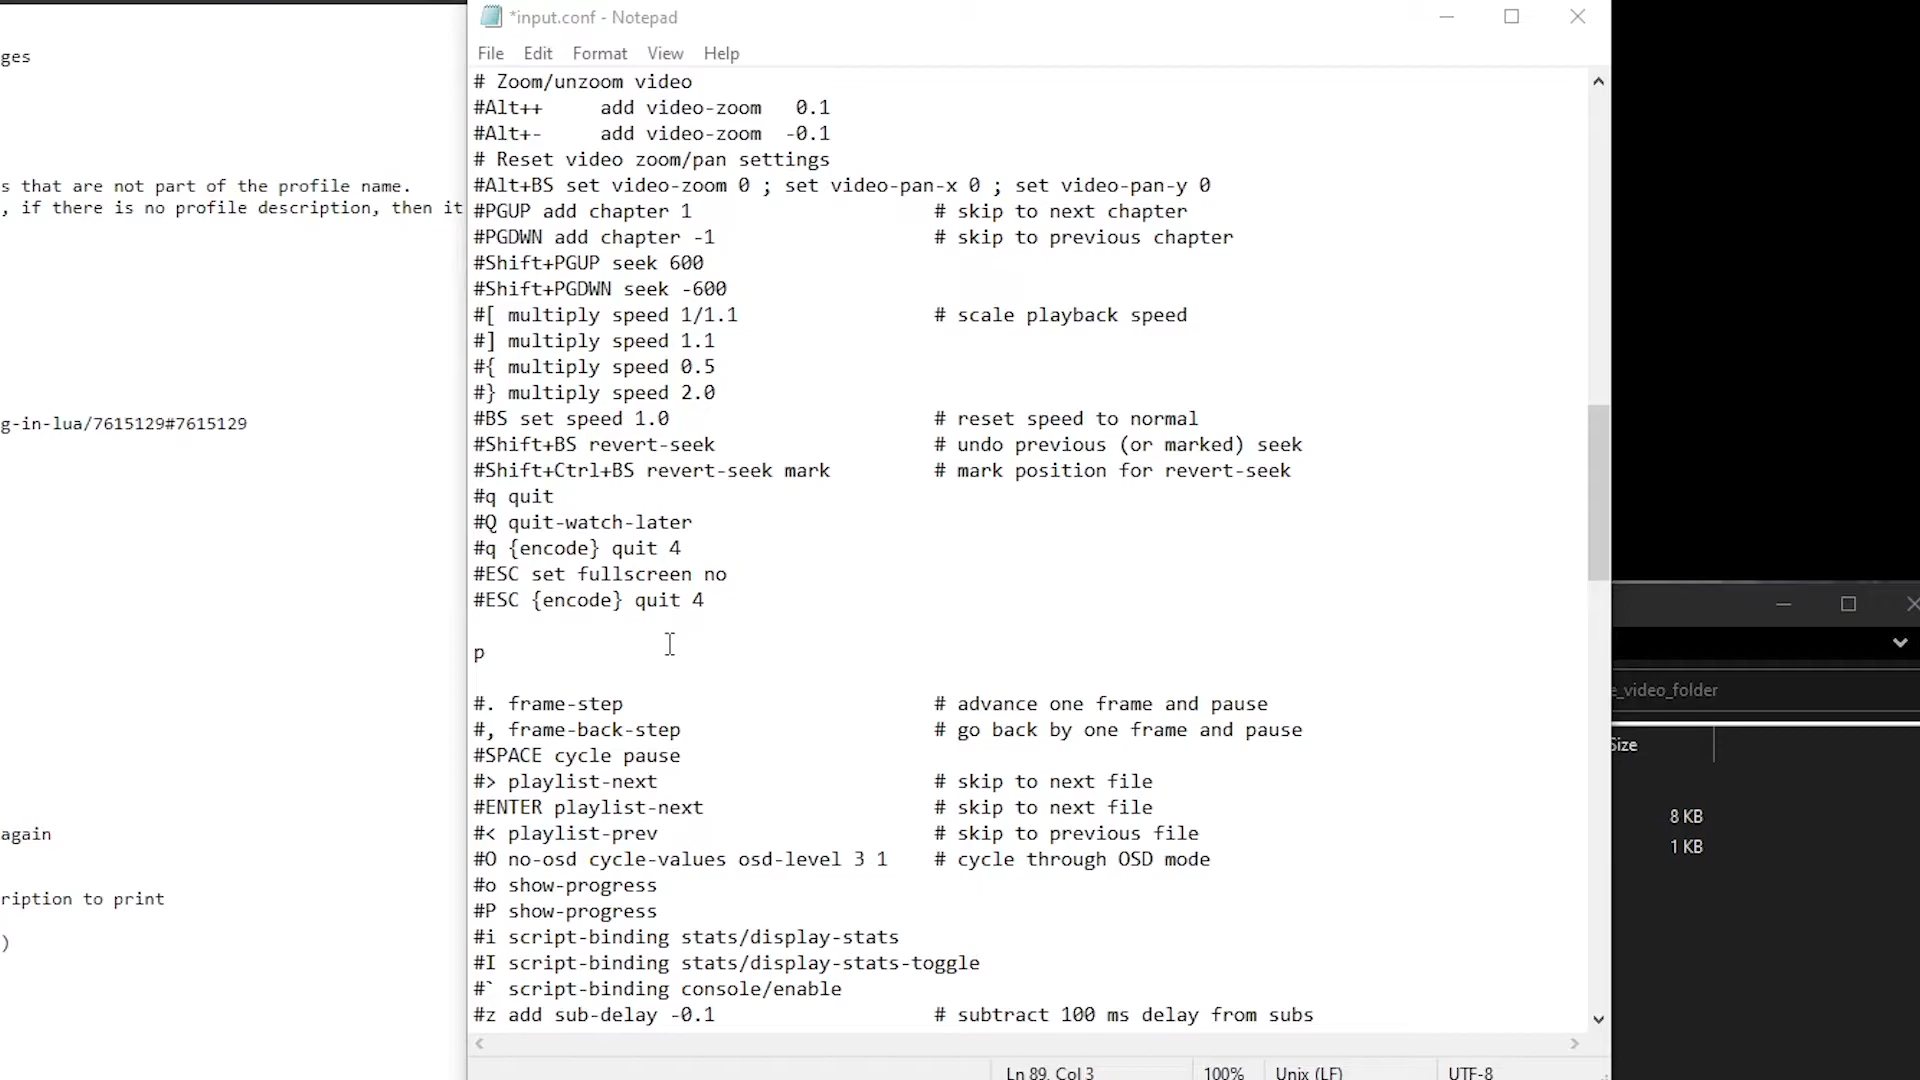 ges
s that are not part of the profile name.
, if there is no profile description, then it
g-in-lua/7615129#7615129
again
ription to print
)
*input.conf - Notepad
File Edit Format View Help
# Zoom/unzoom video
#Alt++     add video-zoom   0.1
#Alt+-     add video-zoom  -0.1
# Reset video zoom/pan settings
#Alt+BS set video-zoom 0 ; set video-pan-x 0 ; set video-pan-y 0
#PGUP add chapter 1                     # skip to next chapter
#PGDWN add chapter -1                   # skip to previous chapter
#Shift+PGUP seek 600
#Shift+PGDWN seek -600
#[ multiply speed 1/1.1                 # scale playback speed
#] multiply speed 1.1
#{ multiply speed 0.5
#} multiply speed 2.0
#BS set speed 1.0                       # reset speed to normal
#Shift+BS revert-seek                   # undo previous (or marked) seek
#Shift+Ctrl+BS revert-seek mark         # mark position for revert-seek
#q quit
#Q quit-watch-later
#q {encode} quit 4
#ESC set fullscreen no
#ESC {encode} quit 4
p
#. frame-step                           # advance one frame and pause
#, frame-back-step                      # go back by one frame and pause
#SPACE cycle pause
#> playlist-next                        # skip to next file
#ENTER playlist-next                    # skip to next file
#< playlist-prev                        # skip to previous file
#O no-osd cycle-values osd-level 3 1    # cycle through OSD mode
#o show-progress
#P show-progress
#i script-binding stats/display-stats
#I script-binding stats/display-stats-toggle
#` script-binding console/enable
#z add sub-delay -0.1                   # subtract 100 ms delay from subs
Ln 89, Col 3 100% Unix (LF) UTF-8
e_video_folder
Size
8 KB
1 KB